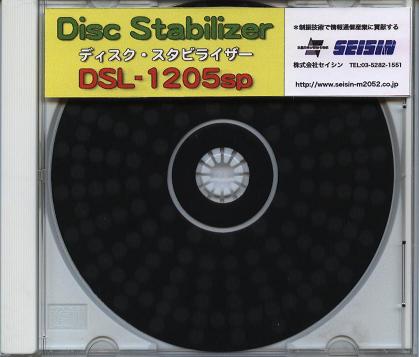 Disc Stabilizer
ディスク・スタビライザー
DSL-1205sp
*制振技術で情報通信産業に貢献する
SEISIN
株式会社セイシン TEL:03-5282-1551
http://www.seisin-m2052.co.jp